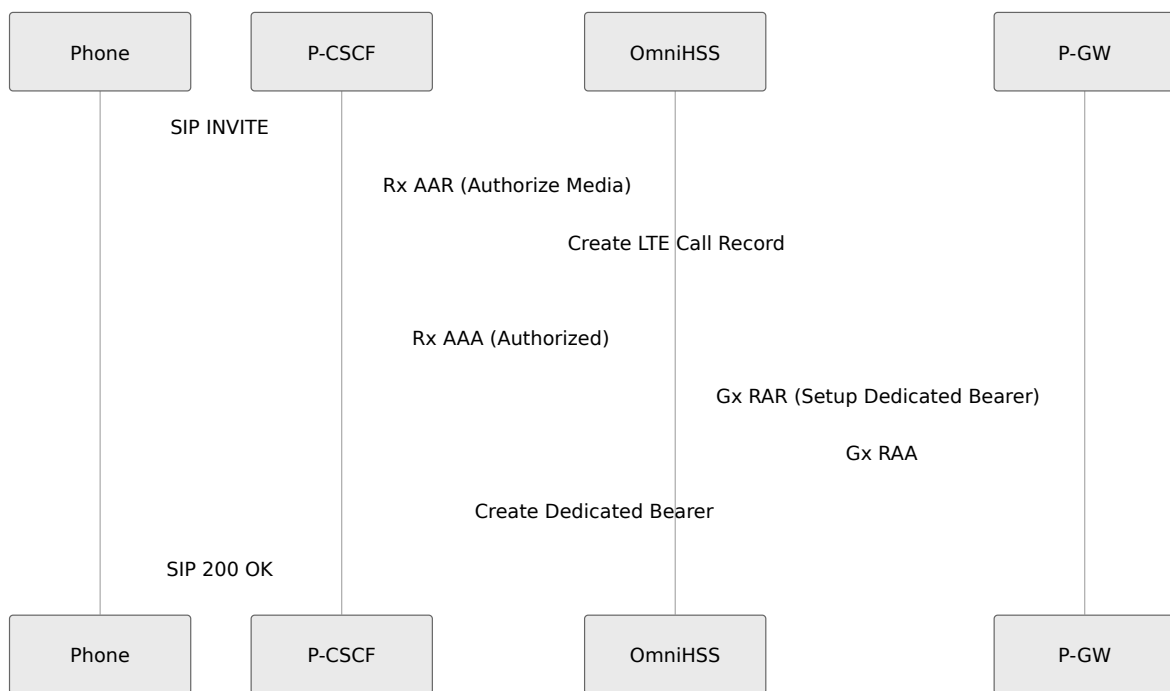 Phone
P-CSCF
OmniHSS
P-GW
SIP INVITE
Rx AAR (Authorize Media)
Create LTE Call Record
Rx AAA (Authorized)
Gx RAR (Setup Dedicated Bearer)
Gx RAA
Create Dedicated Bearer
SIP 200 OK
Phone
P-CSCF
OmniHSS
P-GW